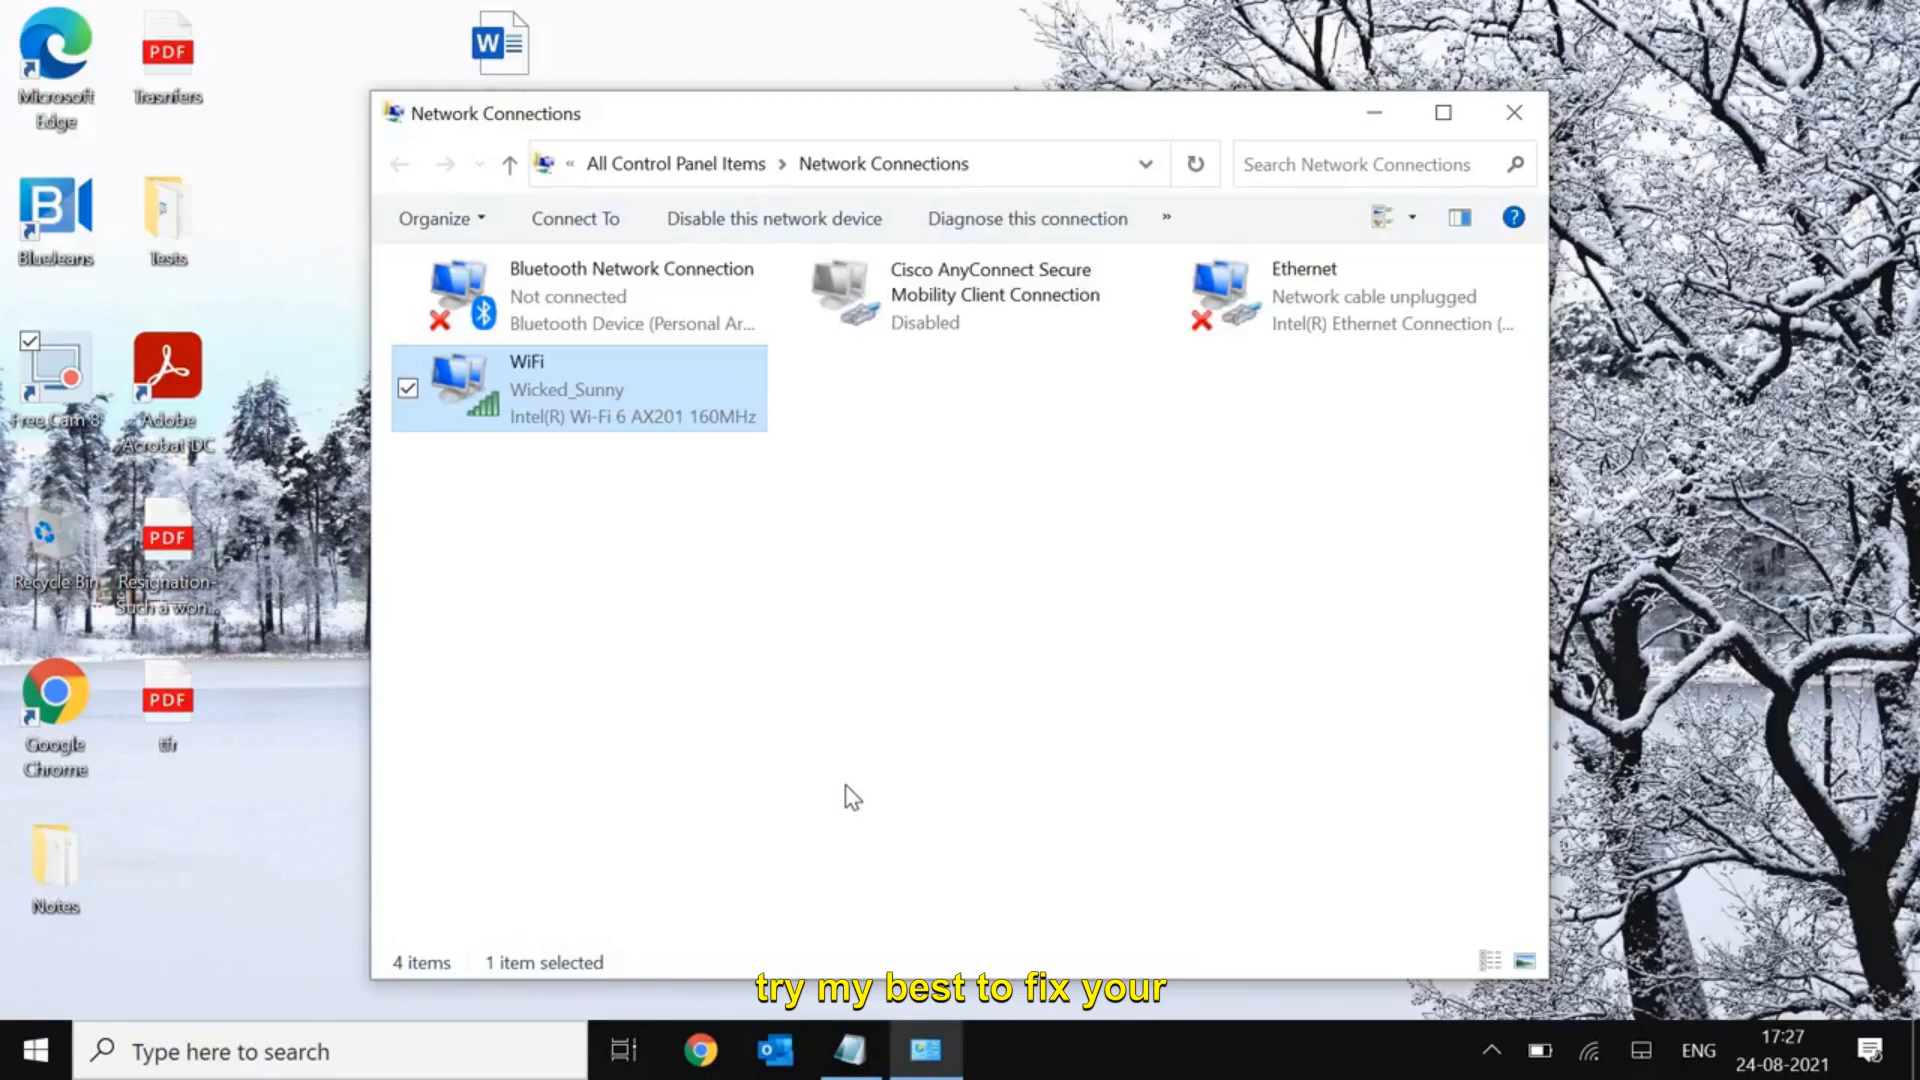 Microsoft
Edge
PDF
Trasnfers
W
Network Connections
« All Control Panel Items > Network Connections
Search Network Connections
Organize
Connect To
Disable this network device
Diagnose this connection
»
?
B
BlueJeans
Tests
Bluetooth Network Connection
Not connected
Bluetooth Device (Personal Ar...
Cisco AnyConnect Secure
Mobility Client Connection
Disabled
Ethernet
Network cable unplugged
Intel(R) Ethernet Connection (...
WiFi
Wicked_Sunny
Intel(R) Wi-Fi 6 AX201 160MHz
Free Cam 8
Adobe
Acrobat DC
Recycle Bin
PDF
Resignation-
Such a won...
Google
Chrome
PDF
tfr
Notes
4 items
1 item selected
try my best to fix your
Type here to search
ENG
17:27
24-08-2021